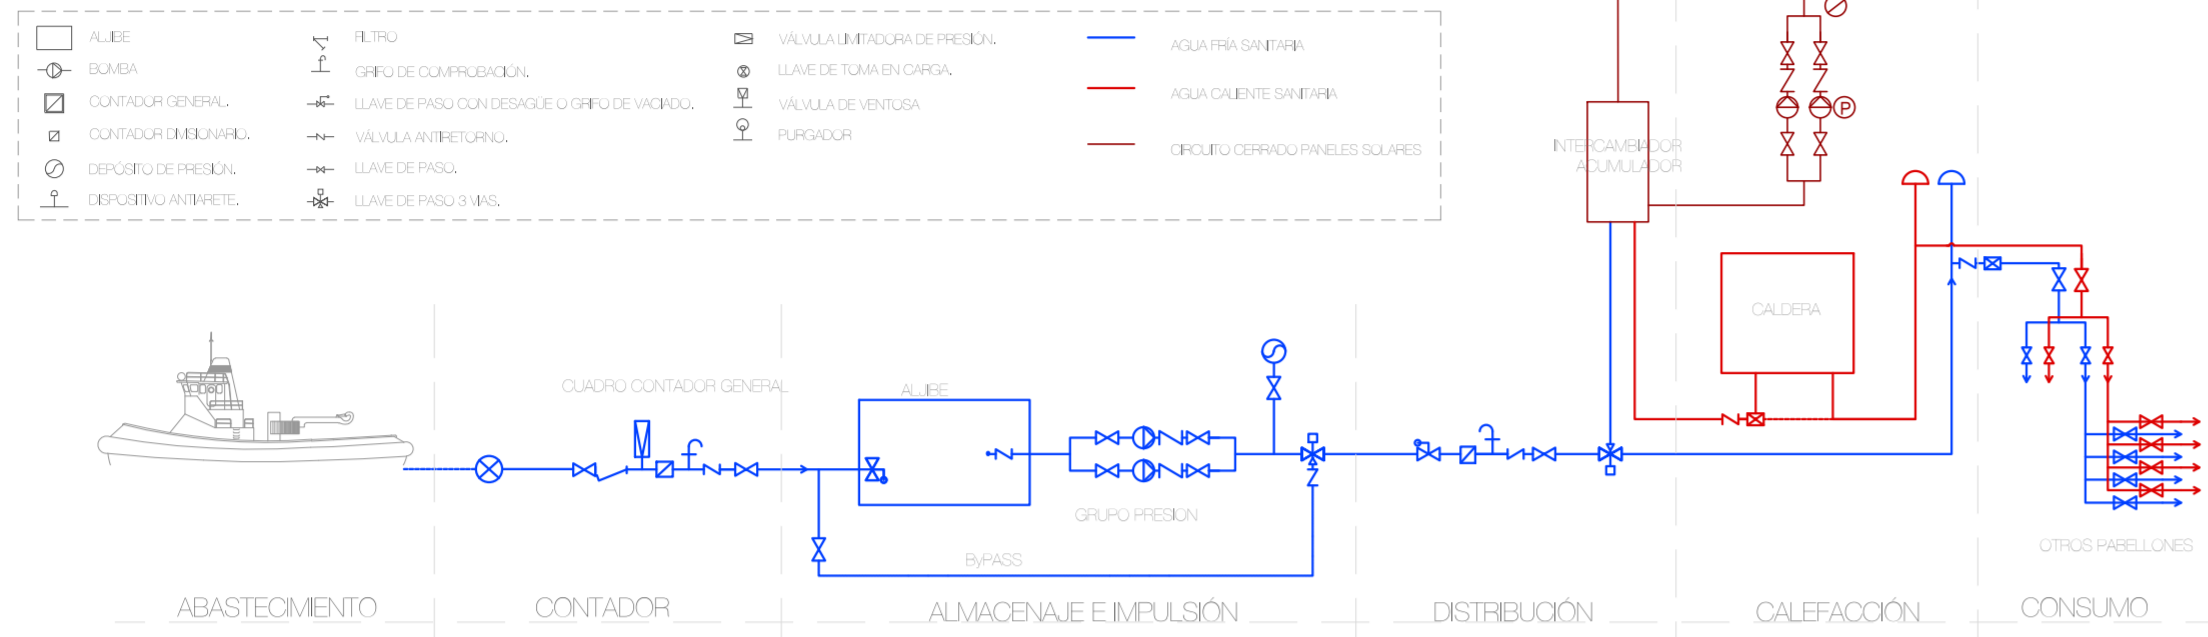 ALJIBE
BOMBA
CONTADOR GENERAL.
CONTADOR DIVISIONARIO.
DEPÓSITO DE PRESIÓN.
DISPOSITIVO ANTIARETE.
FILTRO
GRIFO DE COMPROBACIÓN.
LLAVE DE PASO CON DESAGÜE O GRIFO DE VACIADO.
VÁLVULA ANTIRETORNO.
LLAVE DE PASO.
LLAVE DE PASO 3 VIAS.
VÁLVULA LIMITADORA DE PRESIÓN.
LLAVE DE TOMA EN CARGA.
VÁLVULA DE VENTOSA
PURGADOR
AGUA FRÍA SANITARIA
AGUA CALIENTE SANITARIA
CIRCUITO CERRADO PANELES SOLARES
P
INTERCAMBIADOR
ACUMULADOR
CALDERA
CUADRO CONTADOR GENERAL
ALJIBE
GRUPO PRESION
ByPASS
OTROS PABELLONES
ABASTECIMIENTO
CONTADOR
ALMACENAJE E IMPULSIÓN
DISTRIBUCIÓN
CALEFACCIÓN
CONSUMO